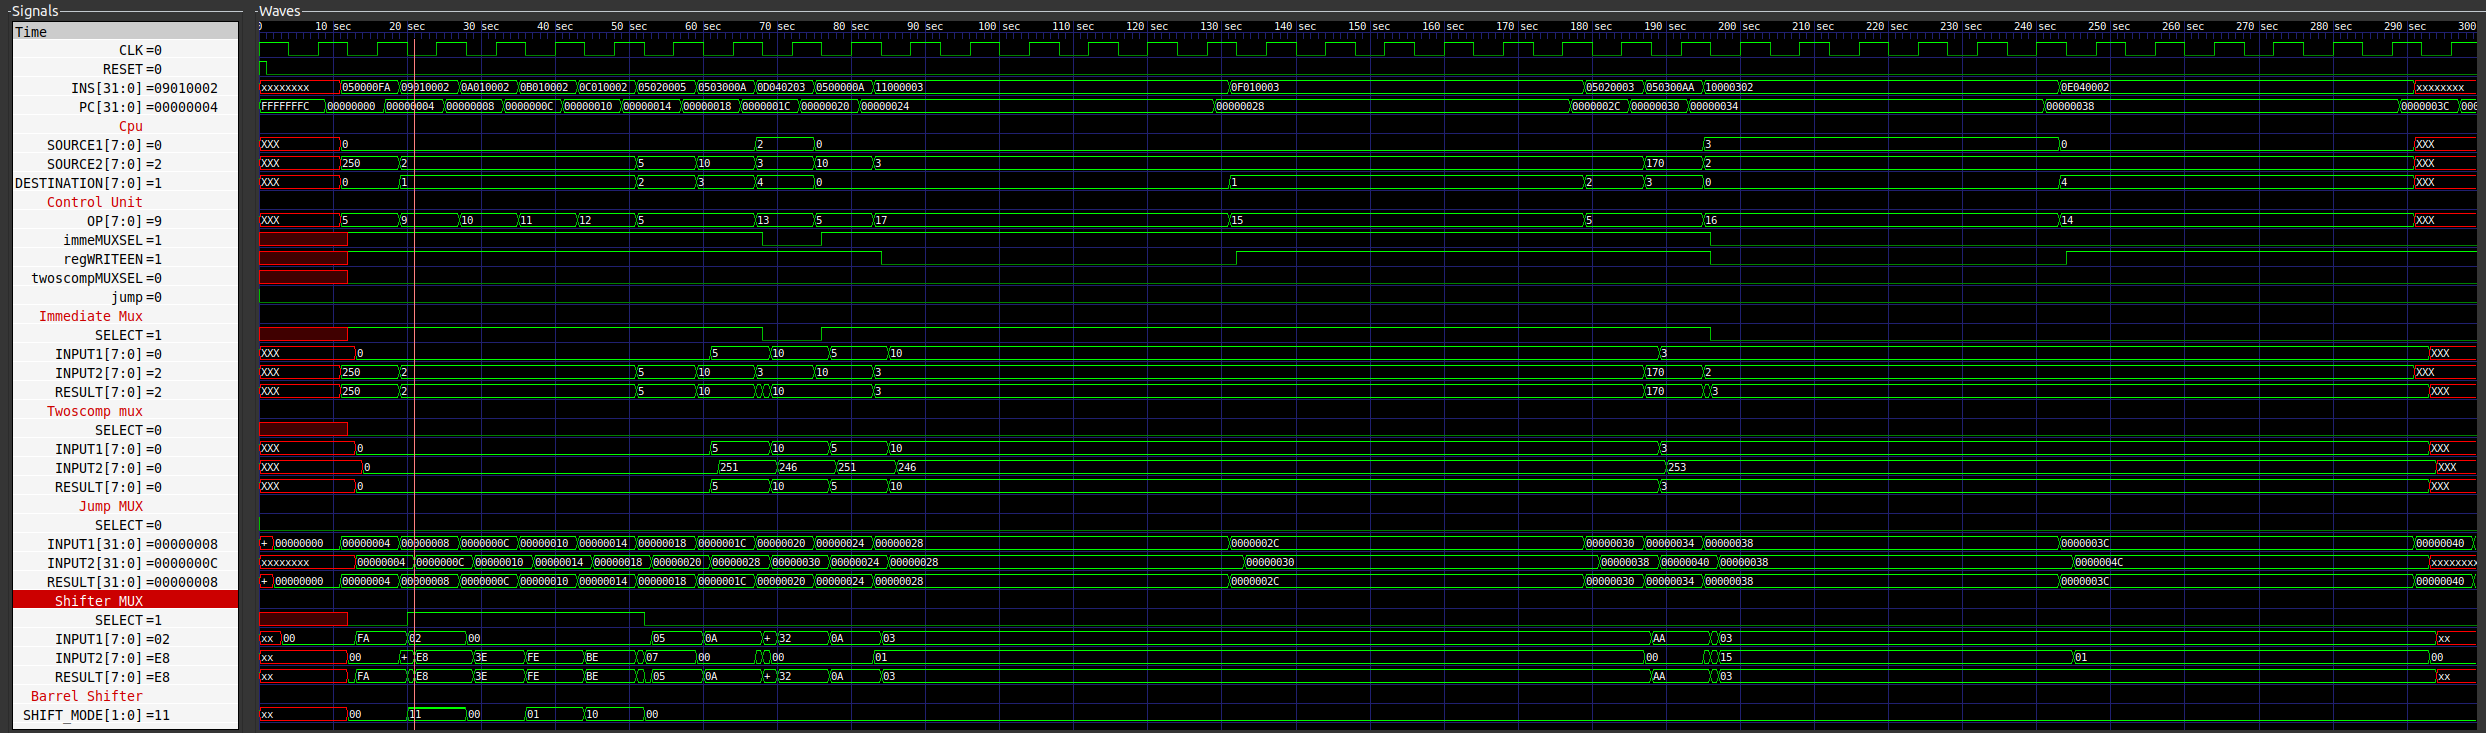 Signals Waves
Time 0 10 sec 20 sec 30 sec 40 sec 50 sec 60 sec 70 sec 80 sec 90 sec 100 sec 110 sec 120 sec 130 sec 140 sec 150 sec 160 sec 170 sec 180 sec 190 sec 200 sec 210 sec 220 sec 230 sec 240 sec 250 sec 260 sec 270 sec 280 sec 290 sec 300
CLK=0
RESET=0
INS[31:0]=09010002 xxxxxxxx 050000FA 09010002 0A010002 0B010002 0C010002 05020005 0503000A 0D040203 0500000A 11000003 0F010003 05020003 050300AA 10000302 0E040002 xxxxxxxx
PC[31:0]=00000004 FFFFFFFC 00000000 00000004 00000008 0000000C 00000010 00000014 00000018 0000001C 00000020 00000024 00000028 0000002C 00000030 00000034 00000038 0000003C 000
Cpu
SOURCE1[7:0]=0 XXX 0 2 0 3 0 XXX
SOURCE2[7:0]=2 XXX 250 2 5 10 3 10 3 170 2 XXX
DESTINATION[7:0]=1 XXX 0 1 2 3 4 0 1 2 3 0 4 XXX
Control Unit
OP[7:0]=9 XXX 5 9 10 11 12 5 13 5 17 15 5 16 14 XXX
immeMUXSEL=1
regWRITEEN=1
twoscompMUXSEL=0
jump=0
Immediate Mux
SELECT=1
INPUT1[7:0]=0 XXX 0 5 10 5 10 3 XXX
INPUT2[7:0]=2 XXX 250 2 5 10 3 10 3 170 2 XXX
RESULT[7:0]=2 XXX 250 2 5 10 10 3 170 3 XXX
Twoscomp mux
SELECT=0
INPUT1[7:0]=0 XXX 0 5 10 5 10 3 XXX
INPUT2[7:0]=0 XXX 0 251 246 251 246 253 XXX
RESULT[7:0]=0 XXX 0 5 10 5 10 3 XXX
Jump MUX
SELECT=0
INPUT1[31:0]=00000008 + 00000000 00000004 00000008 0000000C 00000010 00000014 00000018 0000001C 00000020 00000024 00000028 0000002C 00000030 00000034 00000038 0000003C 00000040
INPUT2[31:0]=0000000C xxxxxxxx 00000004 0000000C 00000010 00000014 00000018 00000020 00000028 00000030 00000024 00000028 00000030 00000038 00000040 00000038 0000004C xxxxxxxx
RESULT[31:0]=00000008 + 00000000 00000004 00000008 0000000C 00000010 00000014 00000018 0000001C 00000020 00000024 00000028 0000002C 00000030 00000034 00000038 0000003C 00000040
Shifter MUX
SELECT=1
INPUT1[7:0]=02 xx 00 FA 02 00 05 0A + 32 0A 03 AA 03 xx
INPUT2[7:0]=E8 xx 00 + E8 3E FE BE 07 00 00 01 00 15 01 00
RESULT[7:0]=E8 xx FA E8 3E FE BE 05 0A + 32 0A 03 AA 03 xx
Barrel Shifter
SHIFT_MODE[1:0]=11 xx 00 11 00 01 10 00